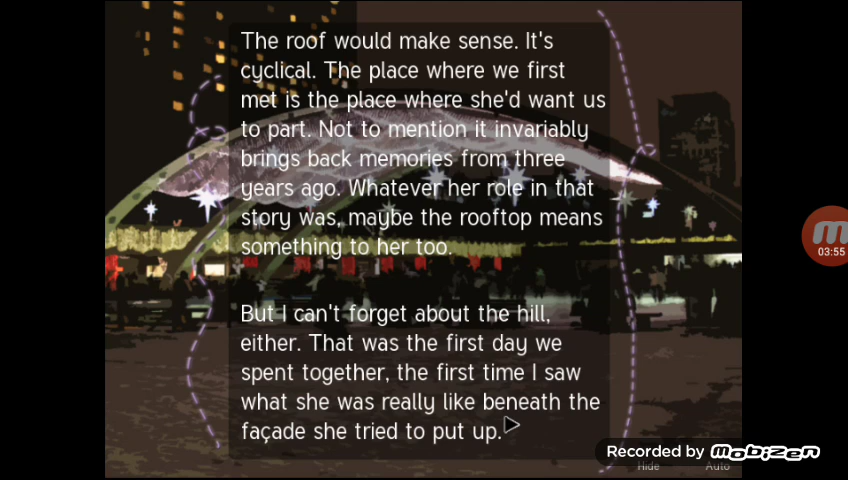 The roof would make sense. It's
cyclical. The place where we first
met is the place where she'd want us
to part. Not to mention it invariably
brings back memories from three
years ago. Whatever her role in that
story was, maybe the rooftop means
something to her too.
But I can't forget about the hill,
either. That was the first day we
spent together, the first time I saw
what she was really like beneath the
façade she tried to put up.
03:55
Recorded by mobizen
Hide Auto